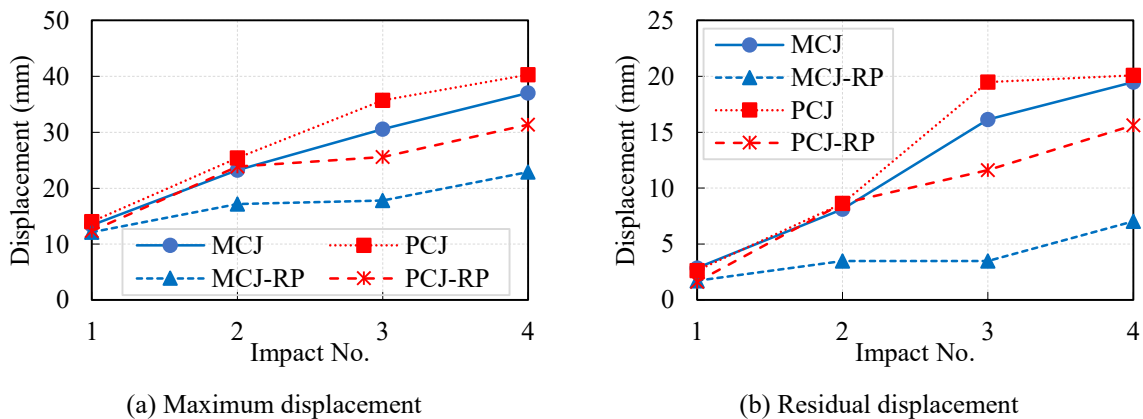 50
40
30
20
10
0
Displacement (mm)
MCJ
PCJ
MCJ-RP
PCJ-RP
1
2
3
4
Impact No.
(a) Maximum displacement
25
20
15
10
5
0
Displacement (mm)
MCJ
MCJ-RP
PCJ
PCJ-RP
1
2
3
4
Impact No.
(b) Residual displacement